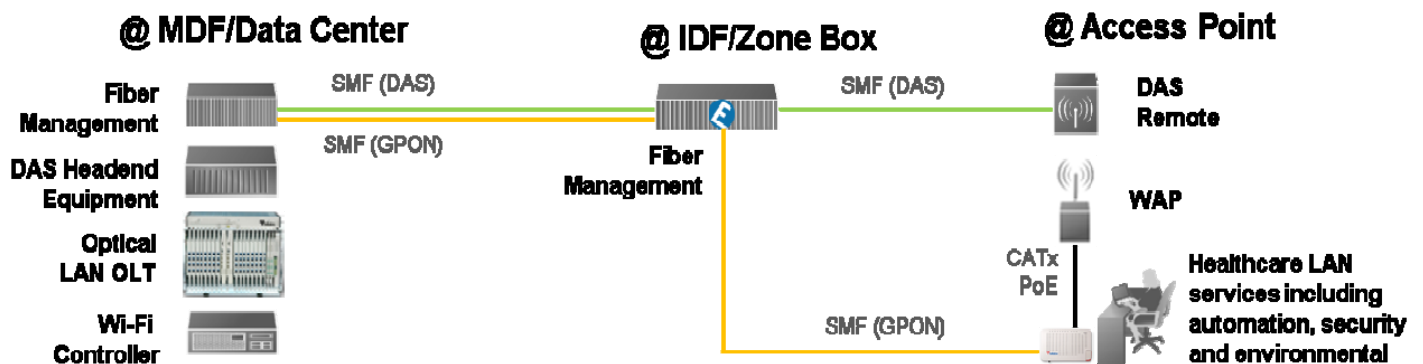 @ MDF/Data Center
@ IDF/Zone Box
@ Access Point
Fiber
Management
SMF (DAS)
SMF (GPON)
SMF (DAS)
DAS
Remote
DAS Headend
Equipment
Fiber
Management
E
WAP
Optical
LAN OLT
CATx
PoE
Healthcare LAN
services including
automation, security
and environmental
Wi-Fi
Controller
SMF (GPON)